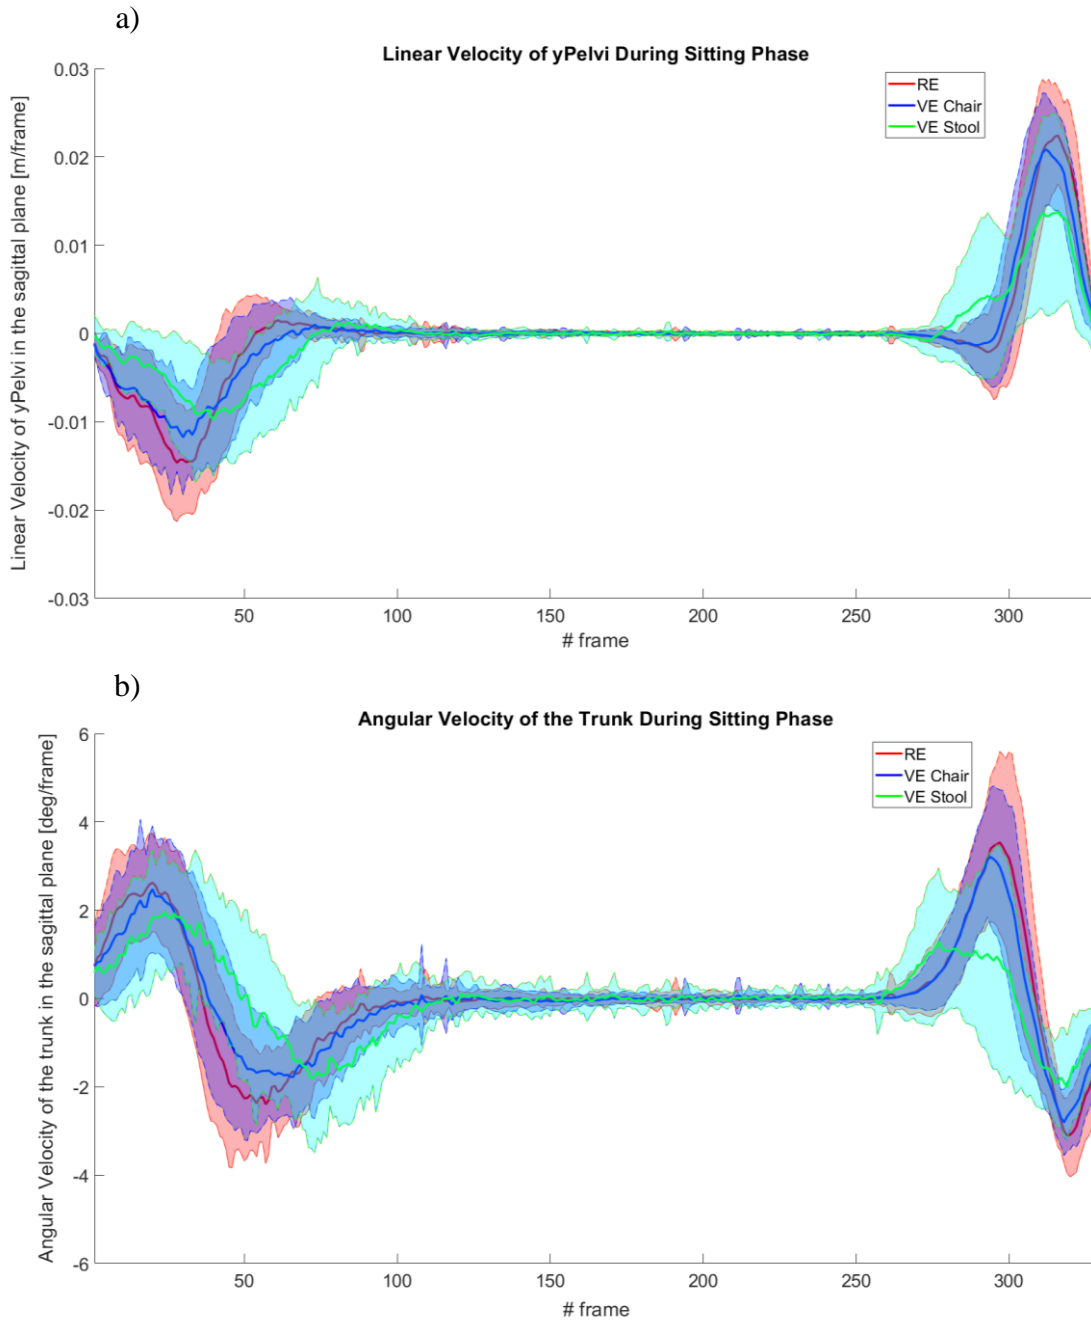 a)
Linear Velocity of yPelvi During Sitting Phase
Linear Velocity of yPelvi in the sagittal plane [m/frame]
0.03
0.02
0.01
0
-0.01
-0.02
-0.03
RE
VE Chair
VE Stool
50 100 150 200 250 300
# frame
b)
Angular Velocity of the Trunk During Sitting Phase
Angular Velocity of the trunk in the sagittal plane [deg/frame]
6
4
2
0
-2
-4
-6
RE
VE Chair
VE Stool
50 100 150 200 250 300
# frame